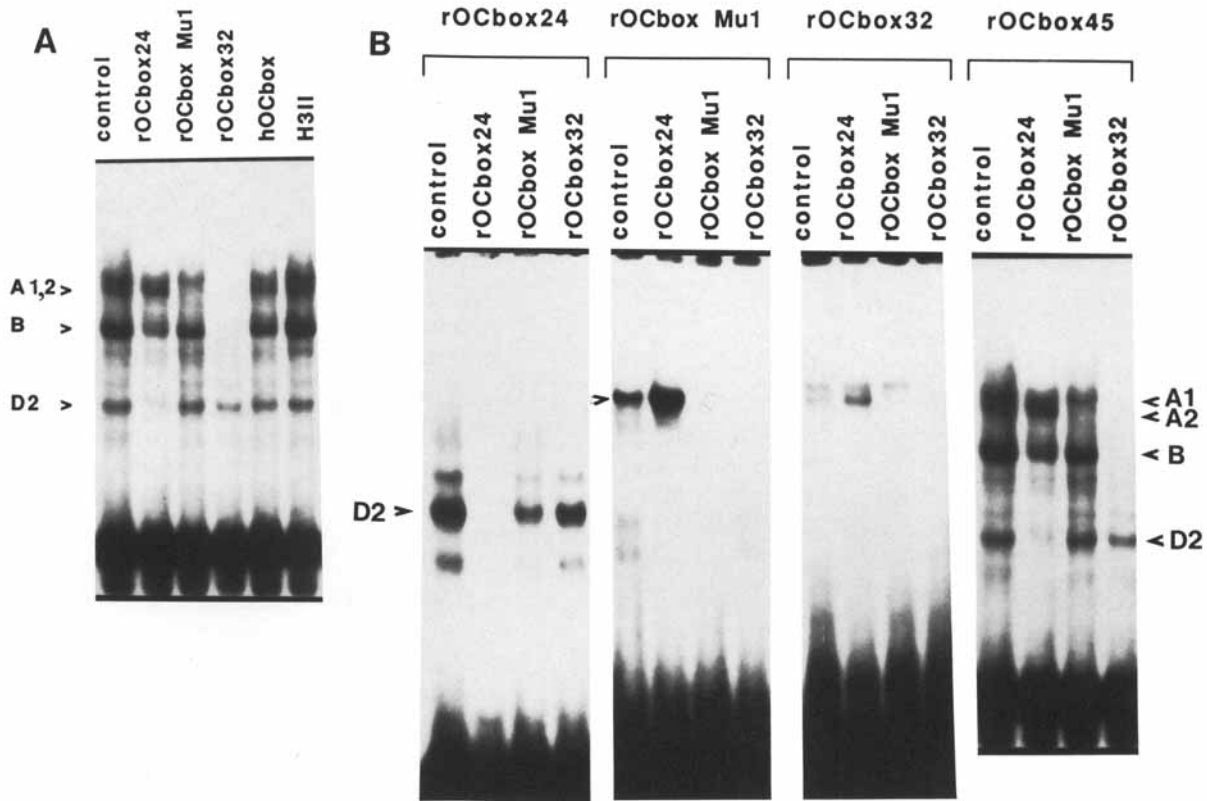 A
control
rOCbox24
rOCbox Mu1
rOCbox32
hOCbox
H3II
A1,2 >
B >
D2 >
B
rOCbox24
rOCbox Mu1
rOCbox32
rOCbox45
control
rOCbox24
rOCbox Mu1
rOCbox32
control
rOCbox24
rOCbox Mu1
rOCbox32
control
rOCbox24
rOCbox Mu1
rOCbox32
control
rOCbox24
rOCbox Mu1
rOCbox32
D2 >
>
< A1
< A2
< B
< D2